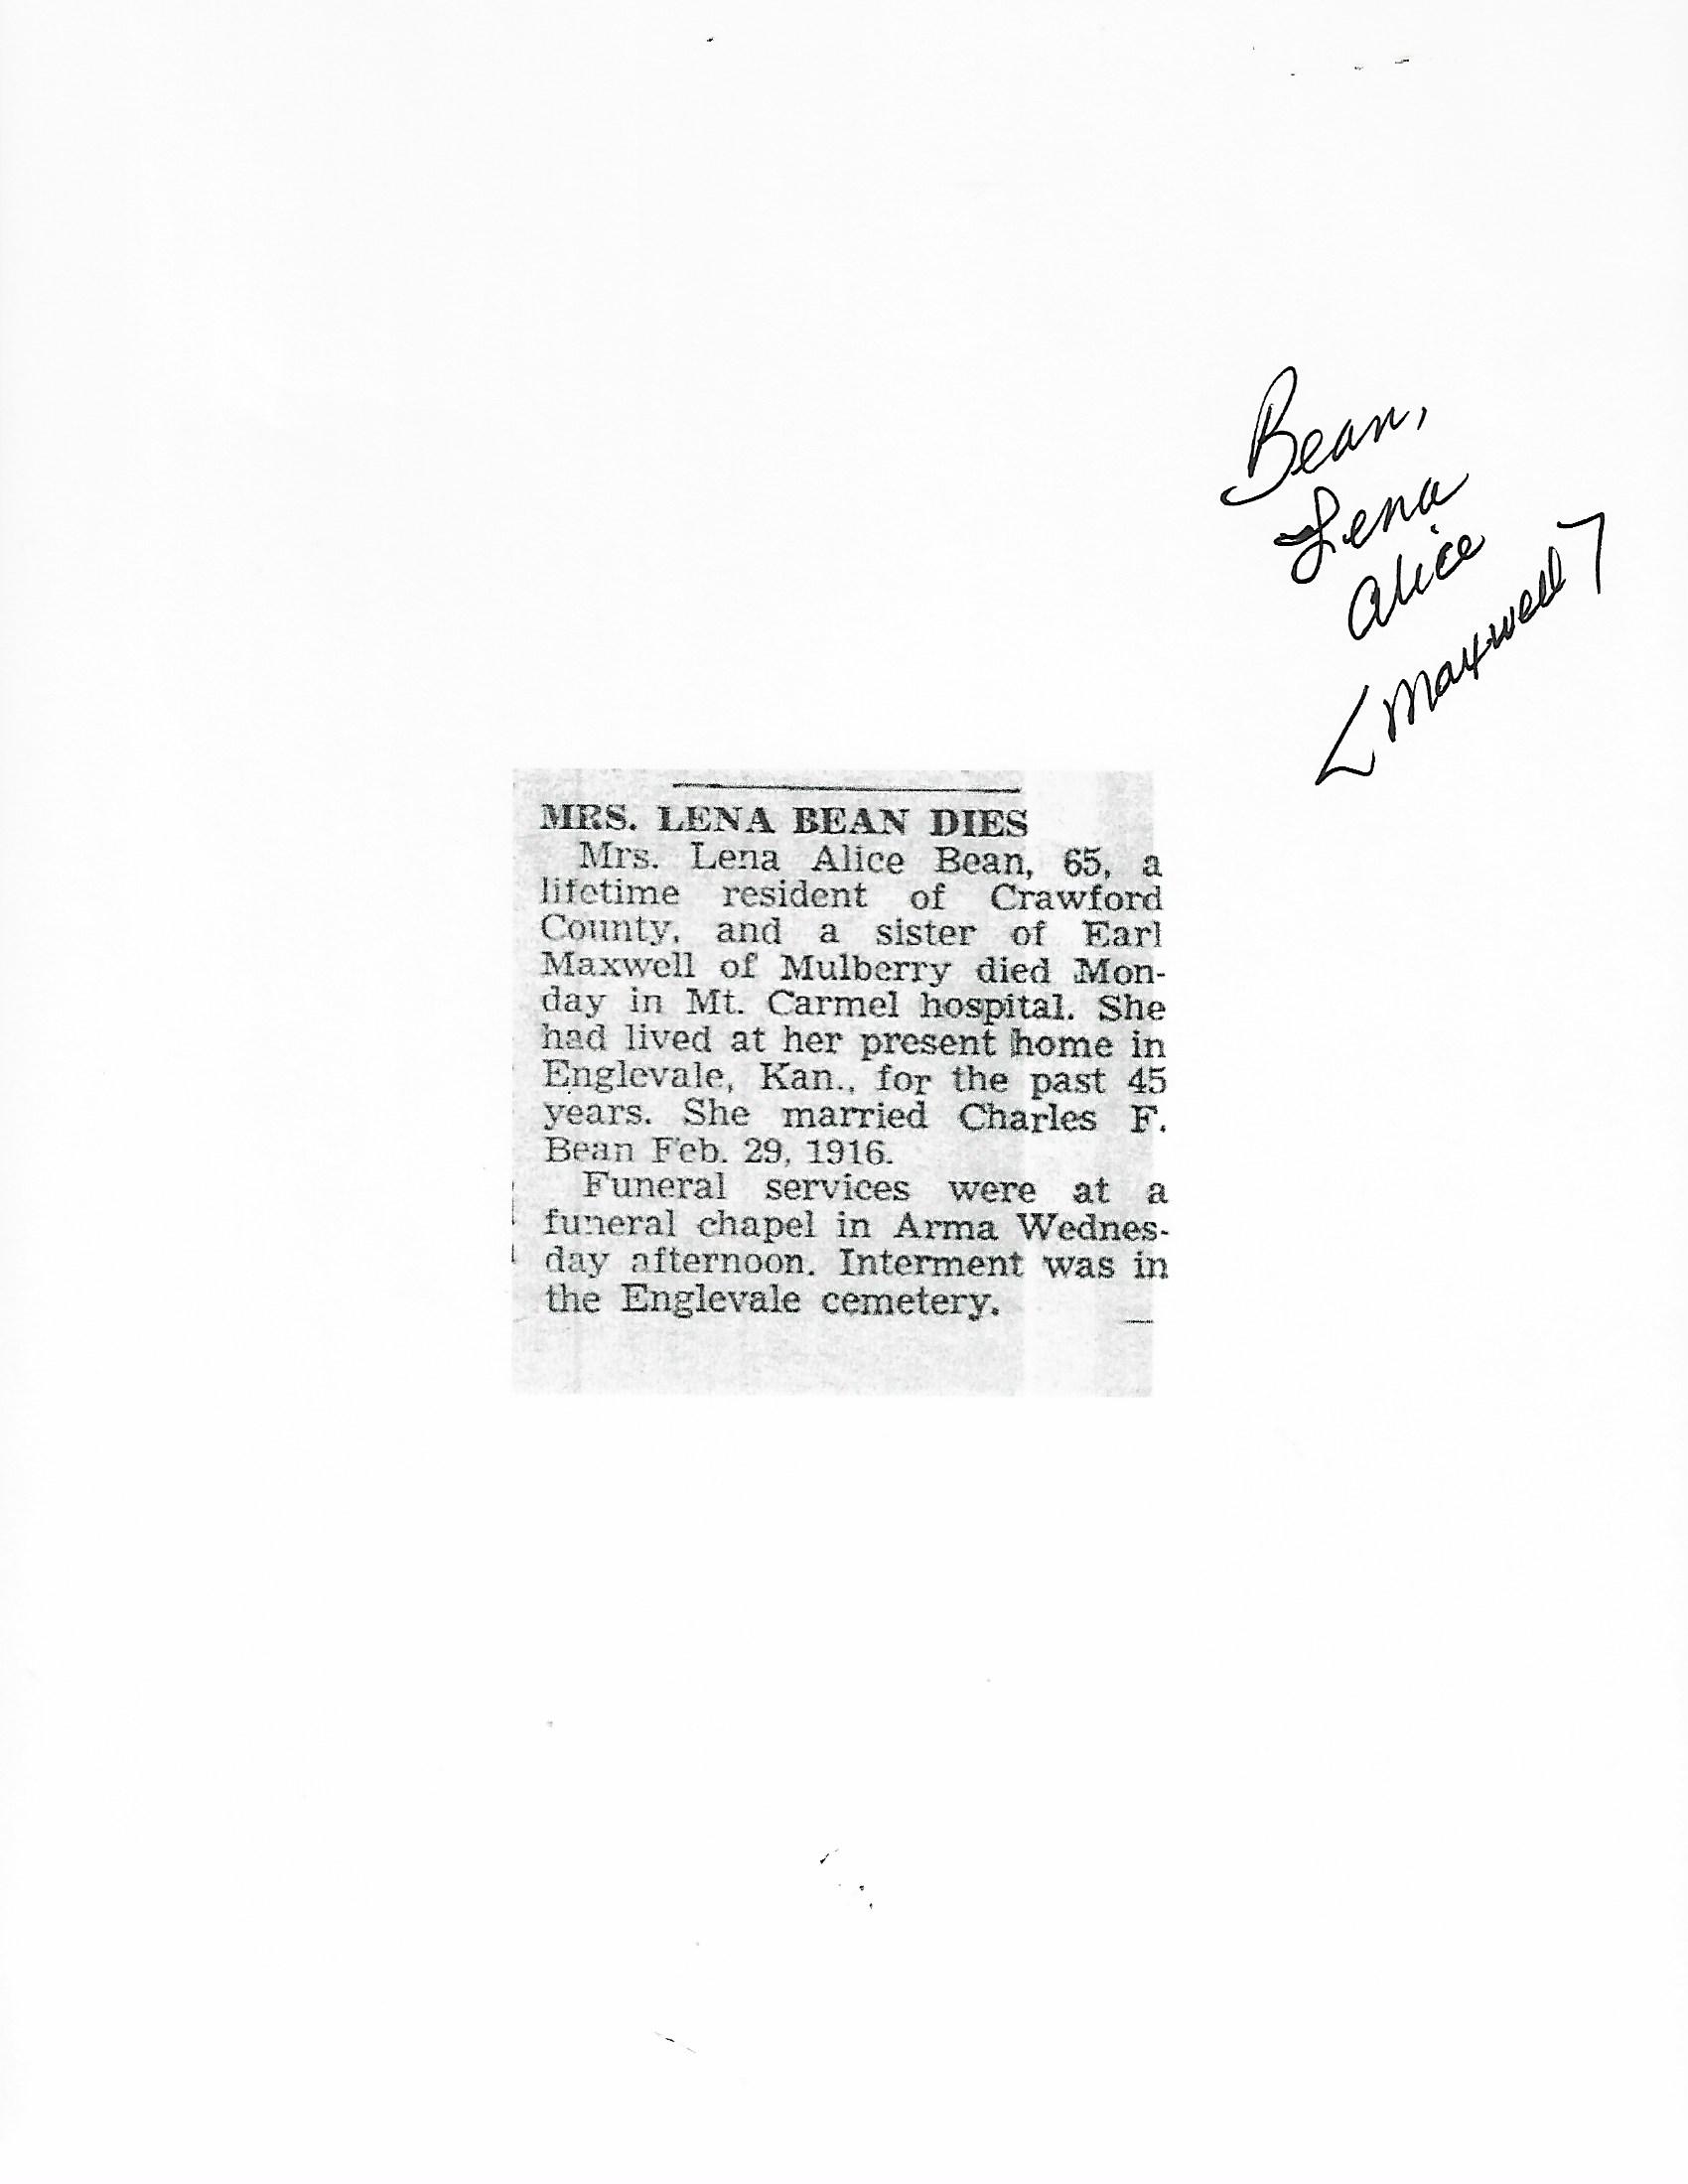 Bean,
Lena
Alice
<Maxwell>
MRS. LENA BEAN DIES
Mrs. Lena Alice Bean, 65, a
lifetime resident of Crawford
County, and a sister of Earl
Maxwell of Mulberry died Mon-
day in Mt. Carmel hospital. She
had lived at her present home in
Englevale, Kan., for the past 45
years. She married Charles F.
Bean Feb. 29, 1916.
Funeral services were at a
funeral chapel in Arma Wednes-
day afternoon. Interment was in
the Englevale cemetery.